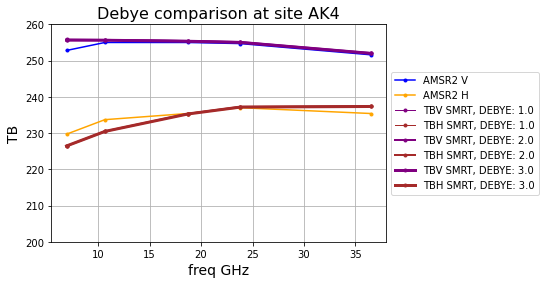 Debye comparison at site AK4
260
250
240
230
220
210
200
TB
10
15
20
25
30
35
freq GHz
AMSR2 V
AMSR2 H
TBV SMRT, DEBYE: 1.0
TBH SMRT, DEBYE: 1.0
TBV SMRT, DEBYE: 2.0
TBH SMRT, DEBYE: 2.0
TBV SMRT, DEBYE: 3.0
TBH SMRT, DEBYE: 3.0